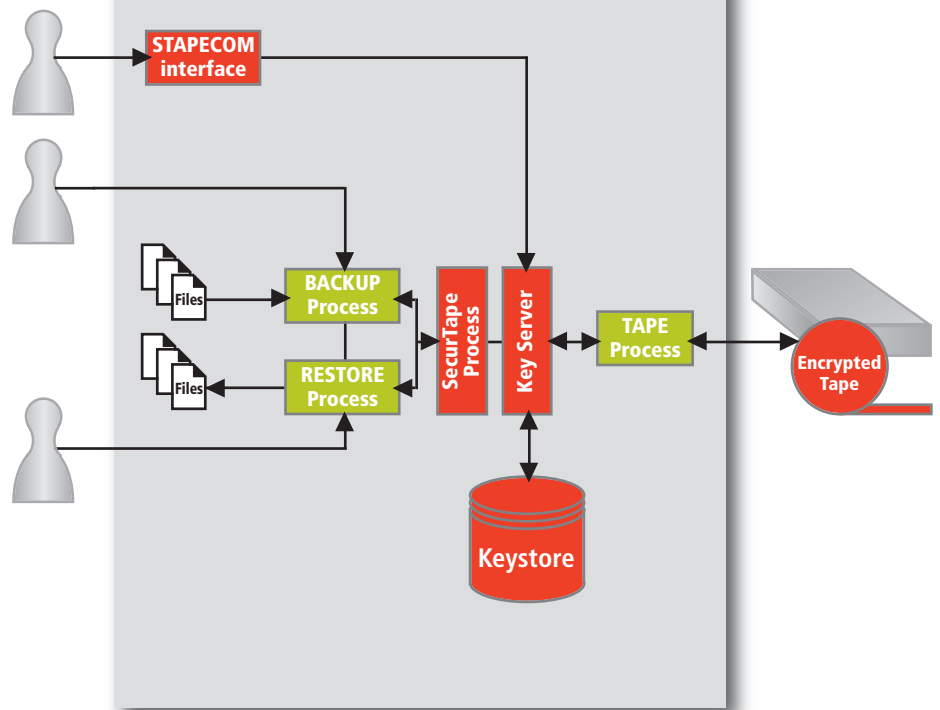 STAPECOM
interface
Files
BACKUP
Process
SecurTape
Process
Key Server
TAPE
Process
Encrypted
Tape
Files
RESTORE
Process
Keystore